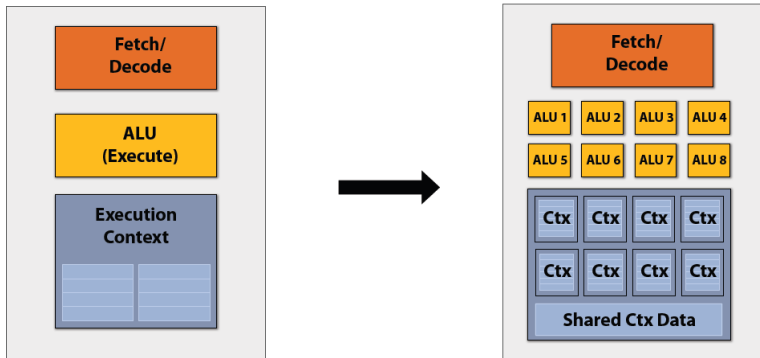 Fetch/
Decode
ALU
(Execute)
Execution
Context
Fetch/
Decode
ALU 1 ALU 2 ALU 3 ALU 4
ALU 5 ALU 6 ALU 7 ALU 8
Ctx Ctx Ctx Ctx
Ctx Ctx Ctx Ctx
Shared Ctx Data